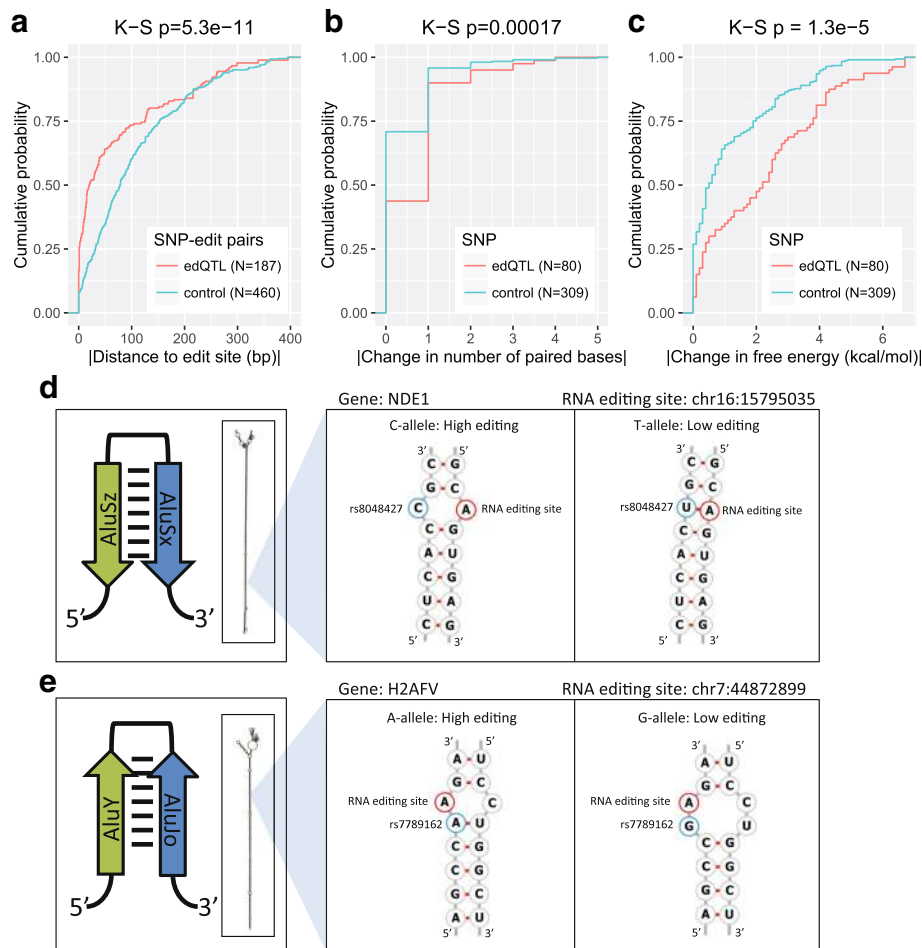 a
K−S p=5.3e−11
Cumulative probability
1.00
0.75
0.50
0.25
0.00
SNP-edit pairs
edQTL (N=187)
control (N=460)
0 100 200 300 400
|Distance to edit site (bp)|
b
K−S p=0.00017
Cumulative probability
1.00
0.75
0.50
0.25
0.00
SNP
edQTL (N=80)
control (N=309)
0 1 2 3 4 5
|Change in number of paired bases|
c
K−S p = 1.3e−5
Cumulative probability
1.00
0.75
0.50
0.25
0.00
SNP
edQTL (N=80)
control (N=309)
0 2 4 6
|Change in free energy (kcal/mol)|
d
AluSz
AluSx
5’ 3’
Gene: NDE1 RNA editing site: chr16:15795035
C-allele: High editing
3’ 5’
C G
G C
rs8048427 C A RNA editing site
C G
A U
C G
U A
C G
5’ 3’
T-allele: Low editing
3’ 5’
C G
G C
rs8048427 U A RNA editing site
C G
A U
C G
U A
C G
5’ 3’
e
AluY
AluJo
5’ 3’
Gene: H2AFV RNA editing site: chr7:44872899
A-allele: High editing
3’ 5’
A U
G C
RNA editing site A C
rs7789162 A U
C G
C G
G C
A U
5’ 3’
G-allele: Low editing
3’ 5’
A U
G C
RNA editing site A C
rs7789162 G U
C G
C G
G C
A U
5’ 3’